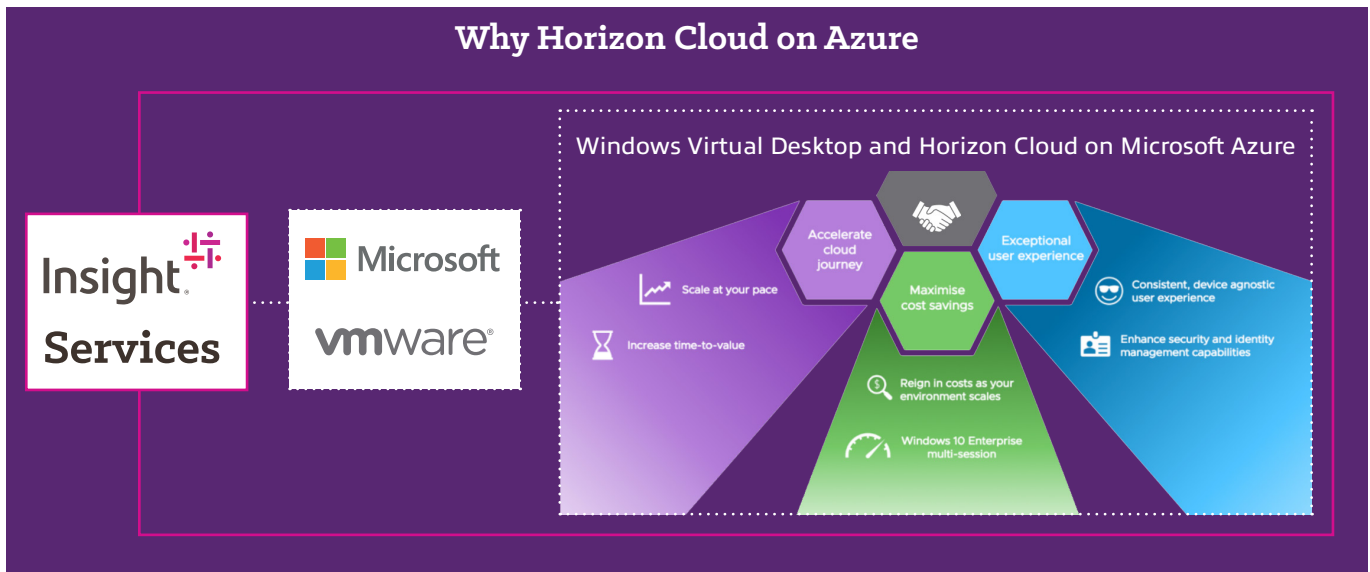 Why Horizon Cloud on Azure
Insight®
Services
Microsoft
vmware®
Windows Virtual Desktop and Horizon Cloud on Microsoft Azure
Accelerate
cloud
journey
Scale at your pace
Increase time-to-value
Maximise
cost savings
$
Reign in costs as your
environment scales
Windows 10 Enterprise
multi-session
Exceptional
user experience
Consistent, device agnostic
user experience
Enhance security and identity
management capabilities